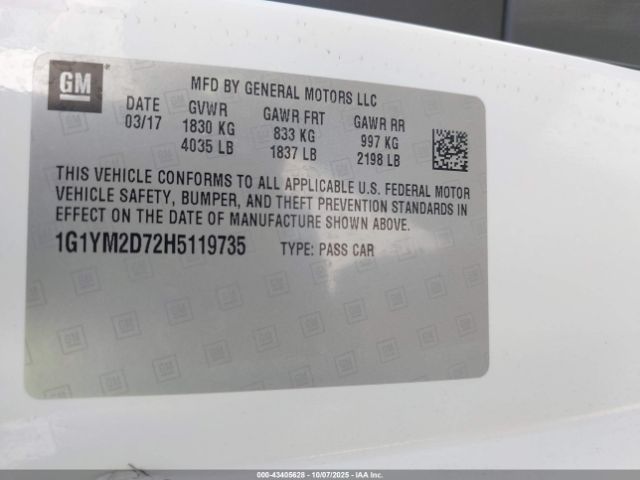 GM
MFD BY GENERAL MOTORS LLC
DATE GVWR GAWR FRT GAWR RR
03/17 1830 KG 833 KG 997 KG
4035 LB 1837 LB 2198 LB
THIS VEHICLE CONFORMS TO ALL APPLICABLE U.S. FEDERAL MOTOR
VEHICLE SAFETY, BUMPER, AND THEFT PREVENTION STANDARDS IN
EFFECT ON THE DATE OF MANUFACTURE SHOWN ABOVE.
1G1YM2D72H5119735 TYPE: PASS CAR
000-43405628 - 10/07/2025 - IAA Inc.